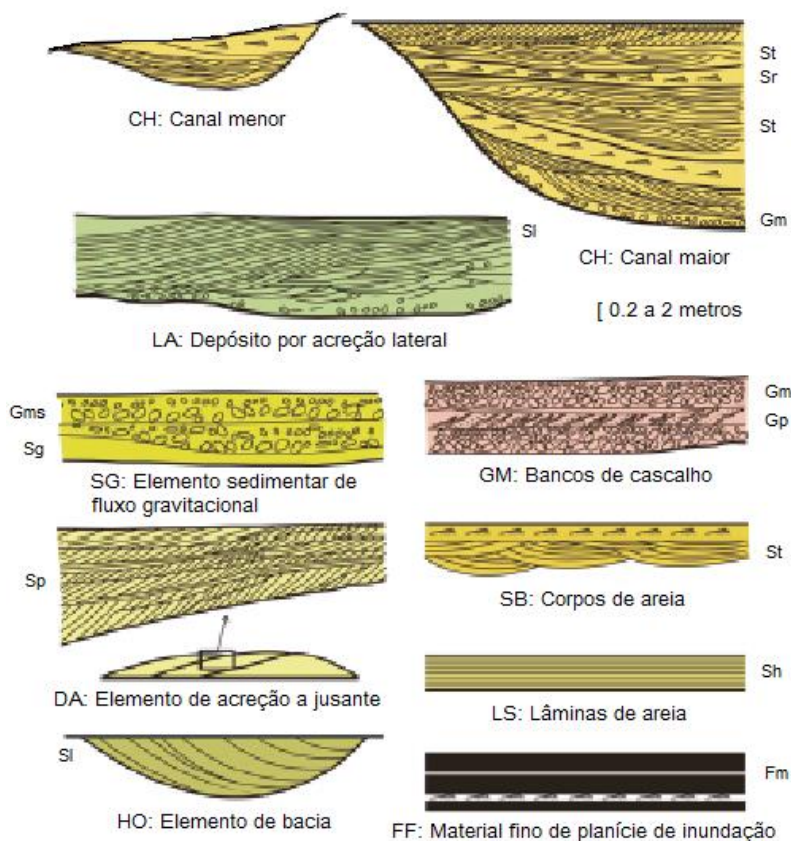 St
Sr
CH: Canal menor
St
Gm
CH: Canal maior
Sl
[ 0.2 a 2 metros
LA: Depósito por acreção lateral
Gms
Sg
SG: Elemento sedimentar de
fluxo gravitacional
Gm
Gp
GM: Bancos de cascalho
Sp
DA: Elemento de acreção a jusante
St
SB: Corpos de areia
Sh
LS: Lâminas de areia
Sl
HO: Elemento de bacia
Fm
FF: Material fino de planície de inundação